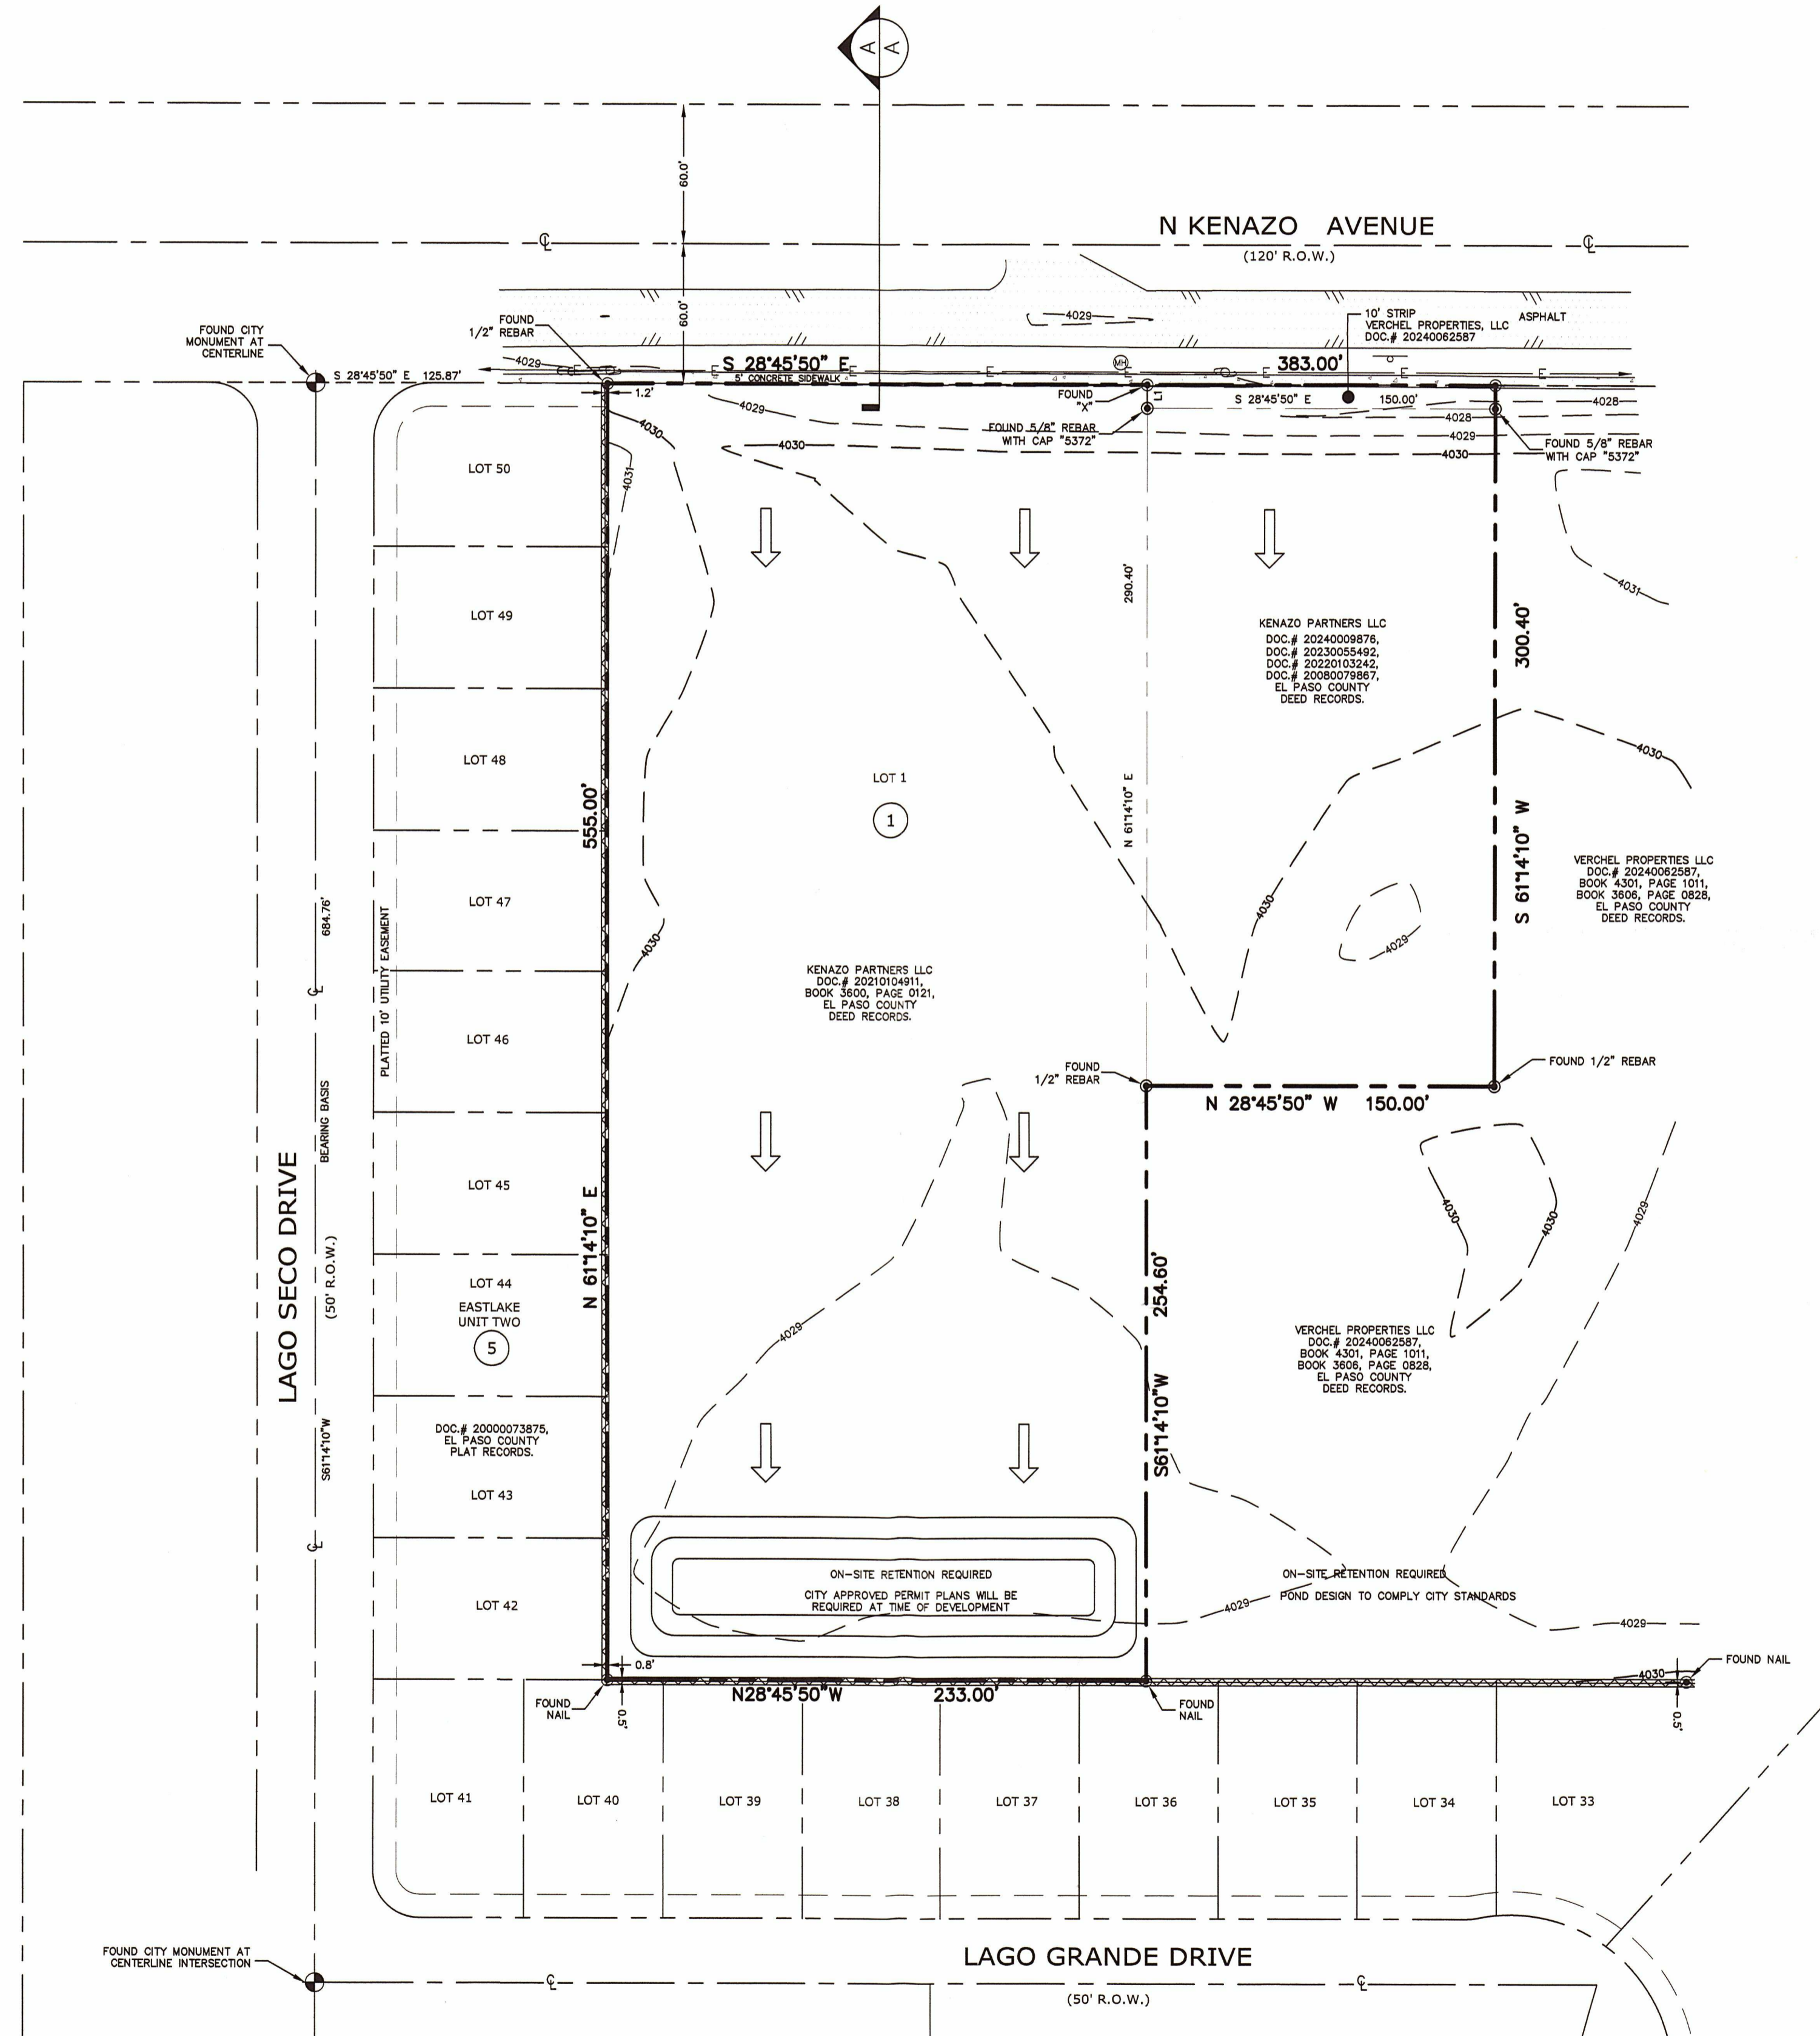 A
A
60.0'
N KENAZO AVENUE
(120' R.O.W.)
60.0'
FOUND CITY
MONUMENT AT
CENTERLINE
FOUND
1/2" REBAR
4029
10' STRIP
VERCHEL PROPERTIES, LLC
DOC.# 20240062587
ASPHALT
S 28°45'50" E 125.87'
4029
E
E
S 28°45'50" E
5' CONCRETE SIDEWALK
E
E
E
MH
E
E
383.00'
E
E
E
1.2'
4029
FOUND
"X"
L1
S 28°45'50" E 150.00'
4028
4028
4029
4030
FOUND 5/8" REBAR
WITH CAP "5372"
FOUND 5/8" REBAR
WITH CAP "5372"
4030
4030
4031
LOT 50
LOT 49
LOT 48
LOT 47
LOT 46
LOT 45
LOT 44
EASTLAKE
UNIT TWO
5
DOC.# 20000073875,
EL PASO COUNTY
PLAT RECORDS.
LOT 43
LOT 42
290.40'
N 61°14'10" E
KENAZO PARTNERS LLC
DOC.# 20240009876,
DOC.# 20230055492,
DOC.# 20220103242,
DOC.# 20080079867,
EL PASO COUNTY
DEED RECORDS.
300.40'
S 61°14'10" W
4031
4030
LOT 1
1
555.00'
N 61°14'10" E
4030
4030
4029
VERCHEL PROPERTIES LLC
DOC.# 20240062587,
BOOK 4301, PAGE 1011,
BOOK 3606, PAGE 0828,
EL PASO COUNTY
DEED RECORDS.
KENAZO PARTNERS LLC
DOC.# 20210104911,
BOOK 3600, PAGE 0121,
EL PASO COUNTY
DEED RECORDS.
684.76'
PLATTED 10' UTILITY EASEMENT
BEARING BASIS
LAGO SECO DRIVE
(50' R.O.W.)
S61°14'10"W
FOUND
1/2" REBAR
FOUND 1/2" REBAR
N 28°45'50" W 150.00'
4030
4030
4029
254.60'
S61°14'10"W
4029
VERCHEL PROPERTIES LLC
DOC.# 20240062587,
BOOK 4301, PAGE 1011,
BOOK 3606, PAGE 0828,
EL PASO COUNTY
DEED RECORDS.
ON-SITE RETENTION REQUIRED
CITY APPROVED PERMIT PLANS WILL BE
REQUIRED AT TIME OF DEVELOPMENT
ON-SITE RETENTION REQUIRED
POND DESIGN TO COMPLY CITY STANDARDS
4029
4029
0.8'
FOUND
NAIL
0.5'
N28°45'50"W 233.00'
FOUND
NAIL
4030
FOUND NAIL
0.5'
LOT 41
LOT 40
LOT 39
LOT 38
LOT 37
LOT 36
LOT 35
LOT 34
LOT 33
FOUND CITY MONUMENT AT
CENTERLINE INTERSECTION
LAGO GRANDE DRIVE
(50' R.O.W.)